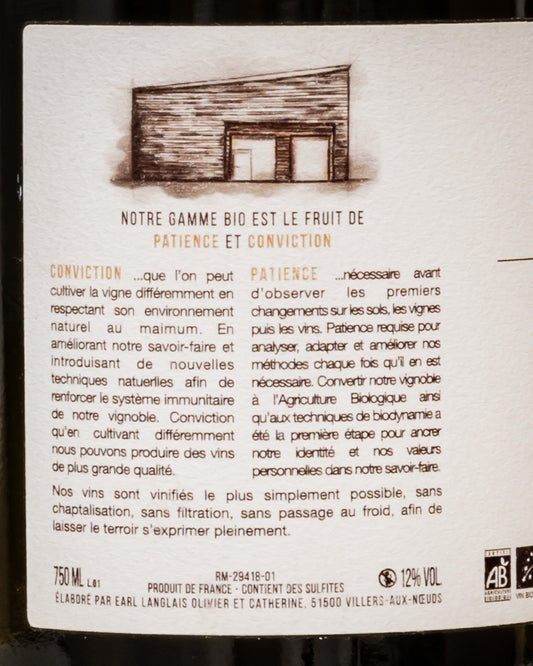 NOTRE GAMME BIO EST LE FRUIT DE
PATIENCE ET CONVICTION
CONVICTION ...que l'on peut
cultiver la vigne différemment en
respectant son environnement
naturel au maimum. En
améliorant notre savoir-faire et
introduisant de nouvelles
techniques natuerlles afin de
renforcer le système immunitaire
de notre vignoble. Conviction
qu'en cultivant différemment
nous pouvons produire des vins
de plus grande qualité.
PATIENCE ...nécessaire avant
d'observer les premiers
changements sur les sols, les vignes
puis les vins. Patience requise pour
analyser, adapter et améliorer nos
méthodes chaque fois qu'il en est
nécessaire. Convertir notre vignoble
à l'Agriculture Biologique ainsi
qu'aux techniques de biodynamie a
été la première étape pour ancrer
notre identité et nos valeurs
personnelles dans notre savoir-faire.
Nos vins sont vinifiés le plus simplement possible, sans
chaptalisation, sans filtration, sans passage au froid, afin de
laisser le terroir s'exprimer pleinement.
750 ML L.01
RM-29418-01
PRODUIT DE FRANCE - CONTIENT DES SULFITES
12% VOL
ÉLABORÉ PAR EARL LANGLAIS OLIVIER ET CATHERINE, 51500 VILLERS-AUX-NŒUDS
CERTIFIÉ
AB
AGRICULTURE
BIOLOGIQUE
VIN BIO